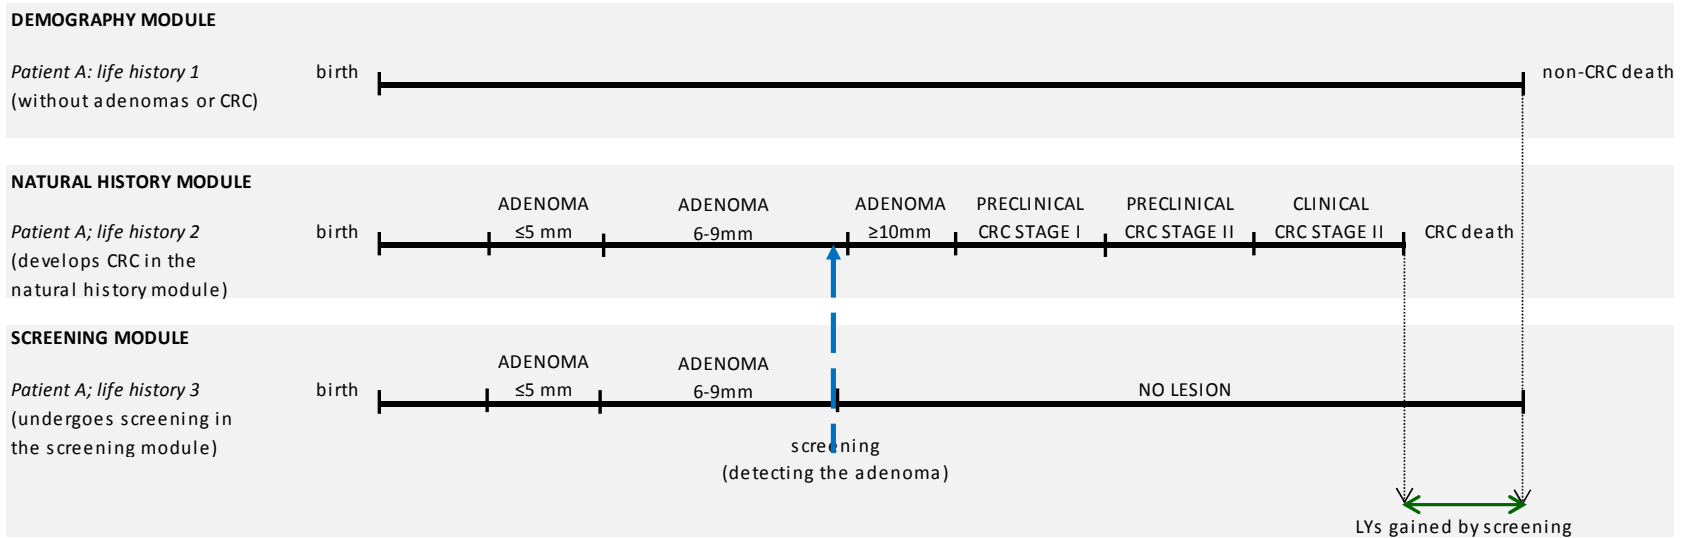 DEMOGRAPHY MODULE
Patient A: life history 1
(without adenomas or CRC)
birth
non-CRC death
NATURAL HISTORY MODULE
Patient A; life history 2
(develops CRC in the
natural history module)
birth
ADENOMA
≤5 mm
ADENOMA
6-9mm
ADENOMA
≥10mm
PRECLINICAL
CRC STAGE I
PRECLINICAL
CRC STAGE II
CLINICAL
CRC STAGE II
CRC death
SCREENING MODULE
Patient A; life history 3
(undergoes screening in
the screening module)
birth
ADENOMA
≤5 mm
ADENOMA
6-9mm
NO LESION
screening
(detecting the adenoma)
LYs gained by screening